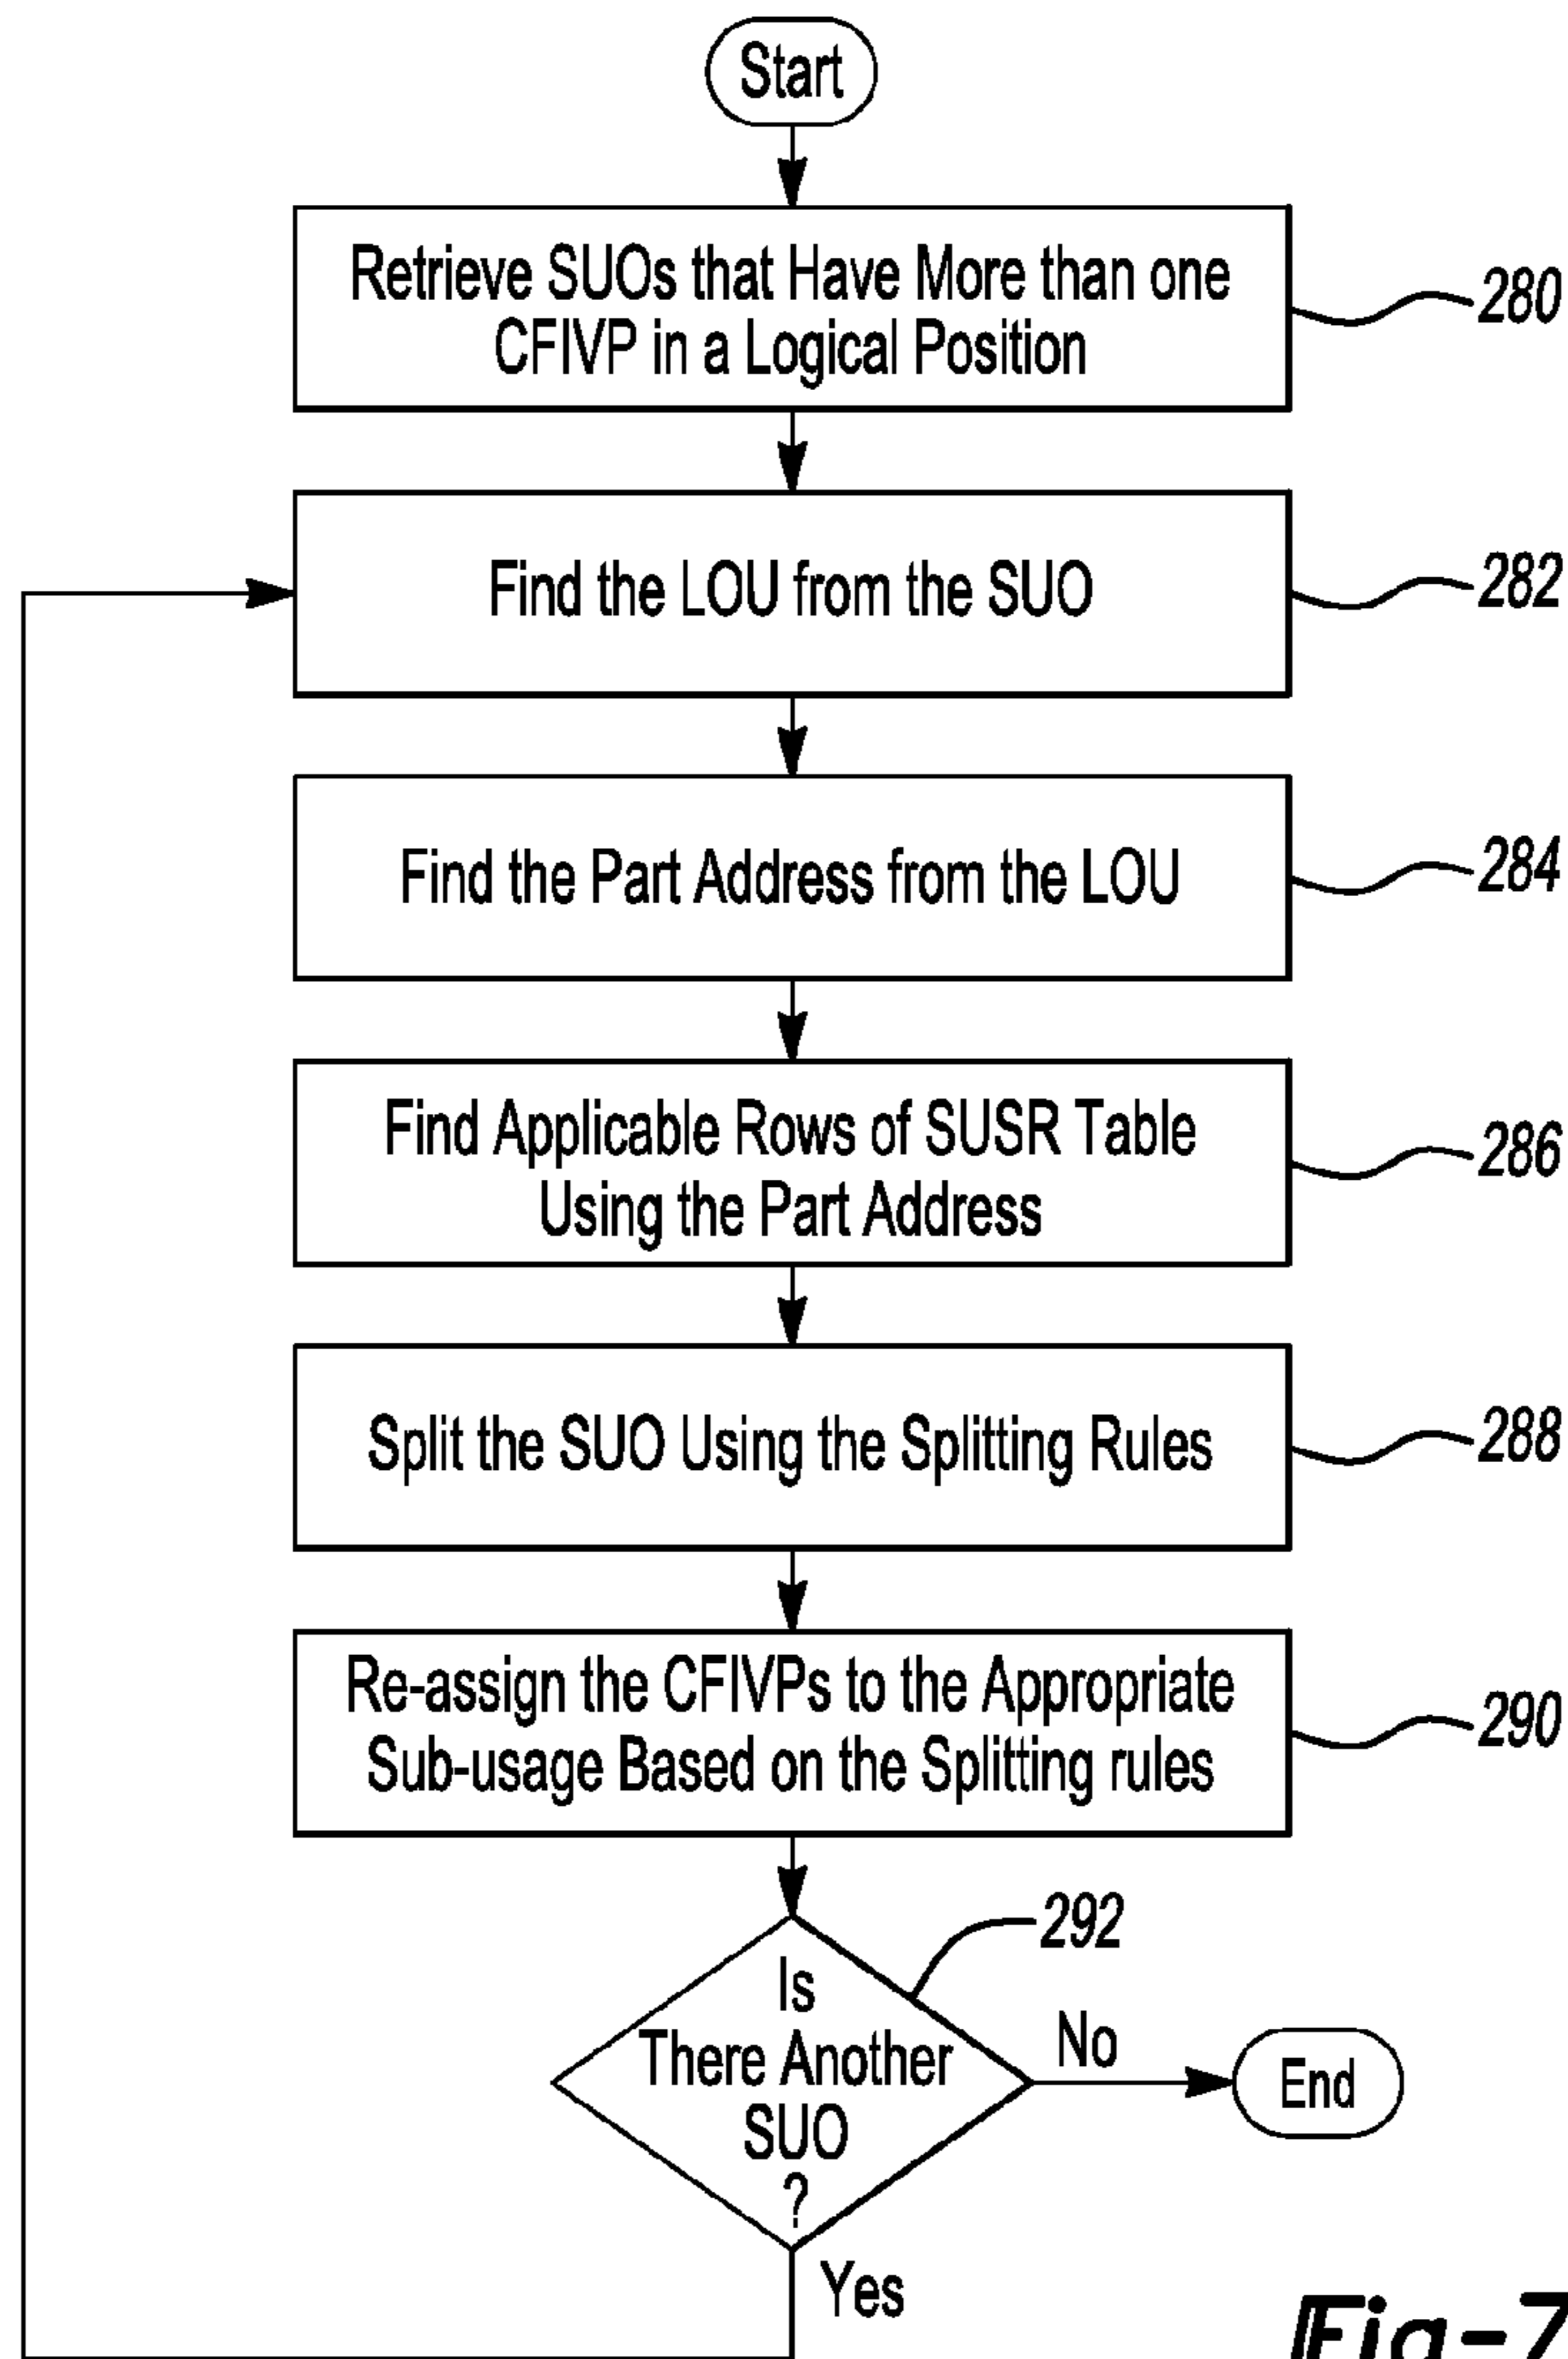 Start
Retrieve SUOs that Have More than one
CFIVP in a Logical Position
280
Find the LOU from the SUO
282
Find the Part Address from the LOU
284
Find Applicable Rows of SUSR Table
Using the Part Address
286
Split the SUO Using the Splitting Rules
288
Re-assign the CFIVPs to the Appropriate
Sub-usage Based on the Splitting rules
290
292
Is
There Another
SUO
?
No
End
Yes
Fig-7